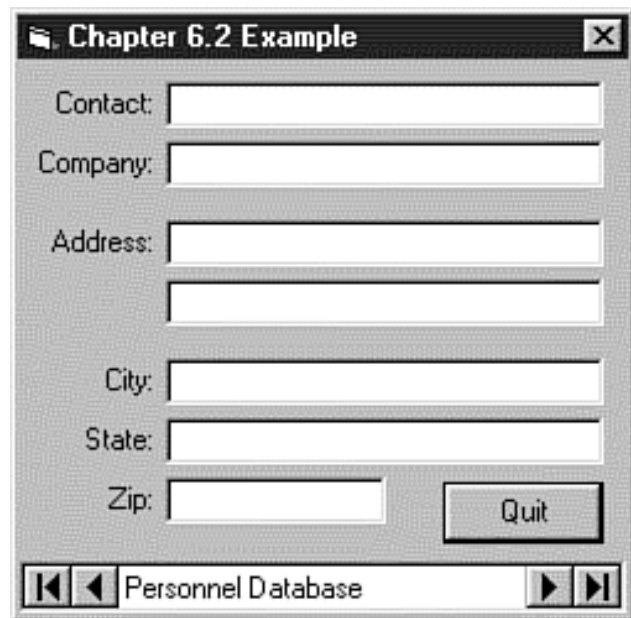 Chapter 6.2 Example
Contact:
Company:
Address:
City:
State:
Zip:
Quit
Personnel Database